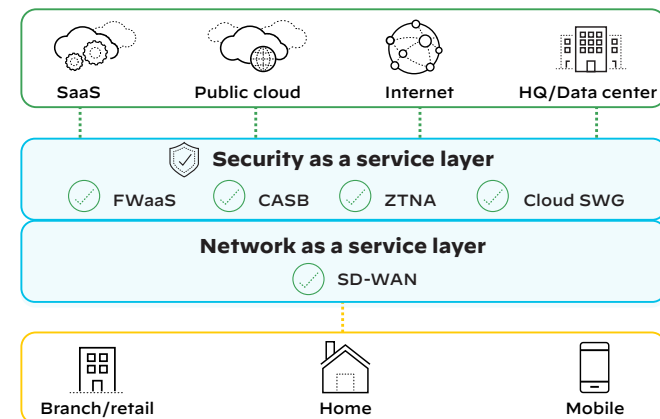 SaaS Public cloud Internet HQ/Data center
Security as a service layer
FWaaS CASB ZTNA Cloud SWG
Network as a service layer
SD-WAN
Branch/retail Home Mobile